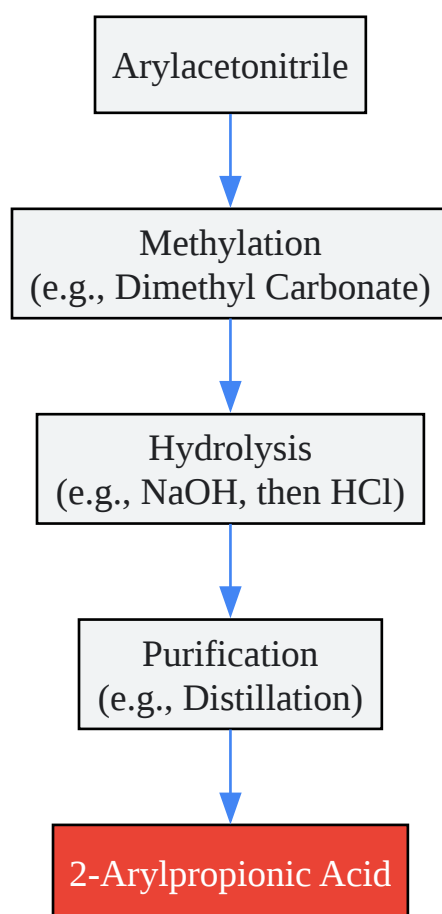 Arylacetonitrile
Methylation
(e.g., Dimethyl Carbonate)
Hydrolysis
(e.g., NaOH, then HCl)
Purification
(e.g., Distillation)
2-Arylpropionic Acid